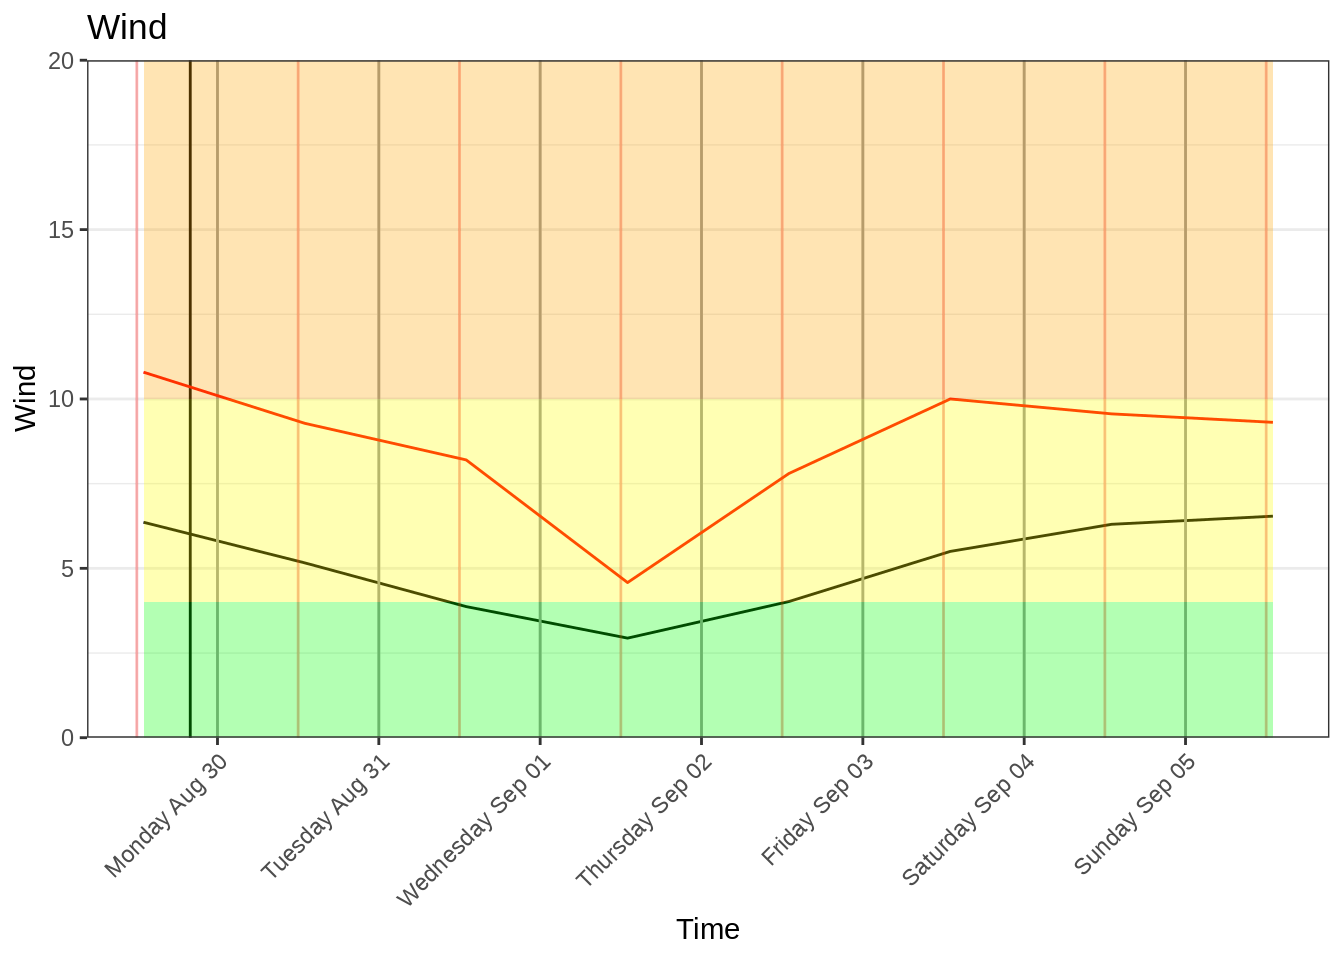 Wind
20
15
10
5
0
Wind
Monday Aug 30
Tuesday Aug 31
Wednesday Sep 01
Thursday Sep 02
Friday Sep 03
Saturday Sep 04
Sunday Sep 05
Time